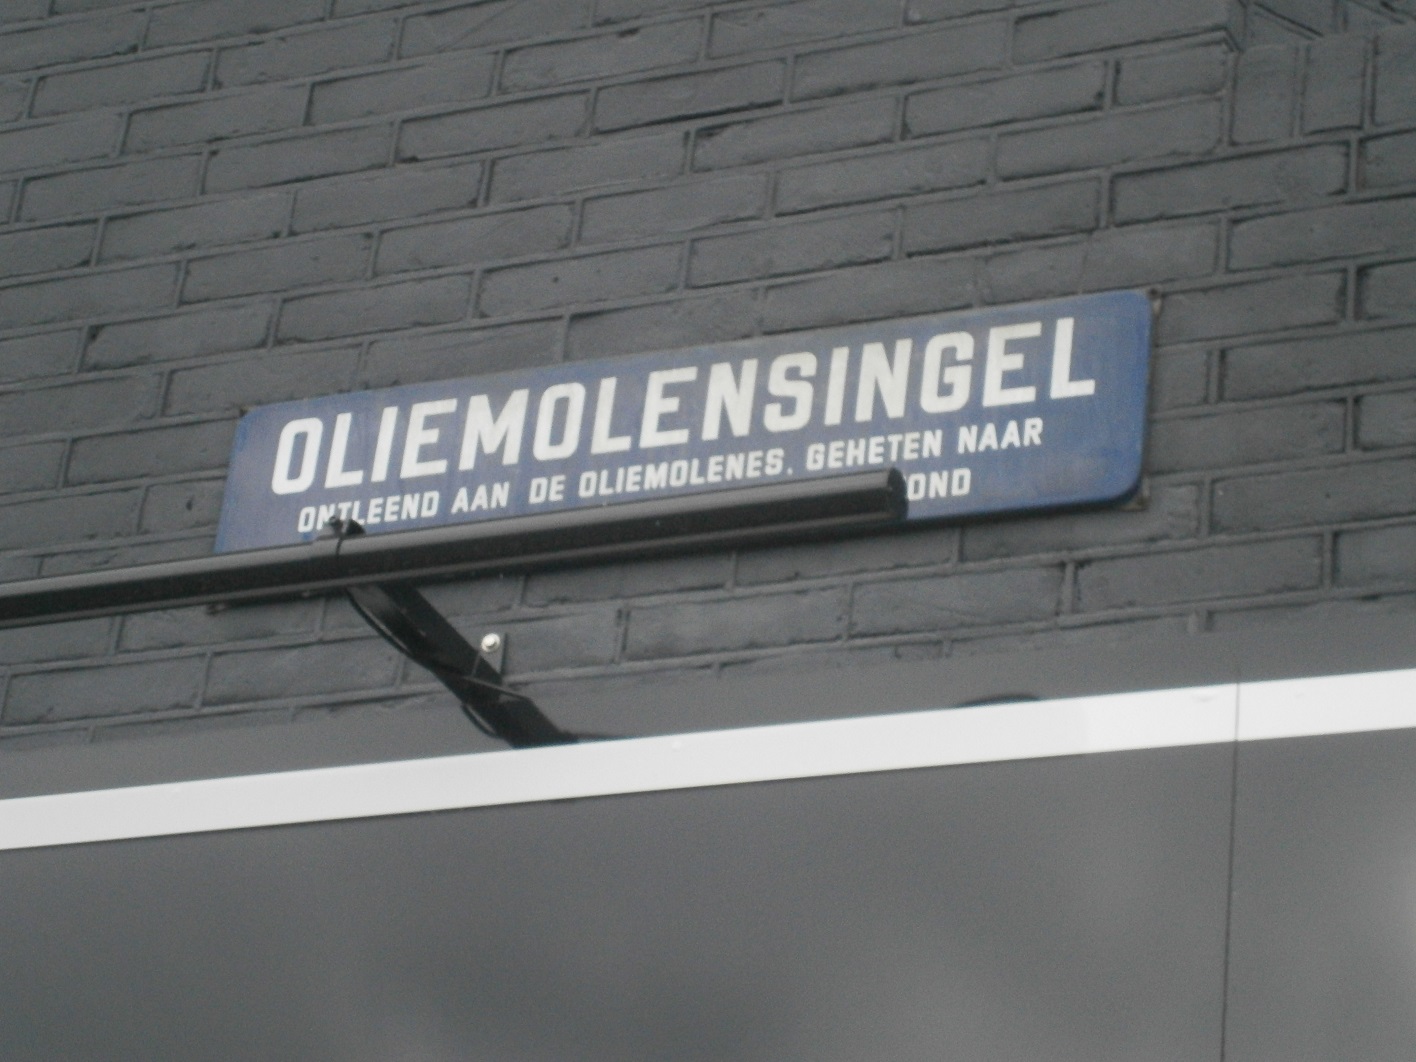 OLIEMOLENSINGEL
ONTLEEND AAN DE OLIEMOLENES. GEHETEN NAAR